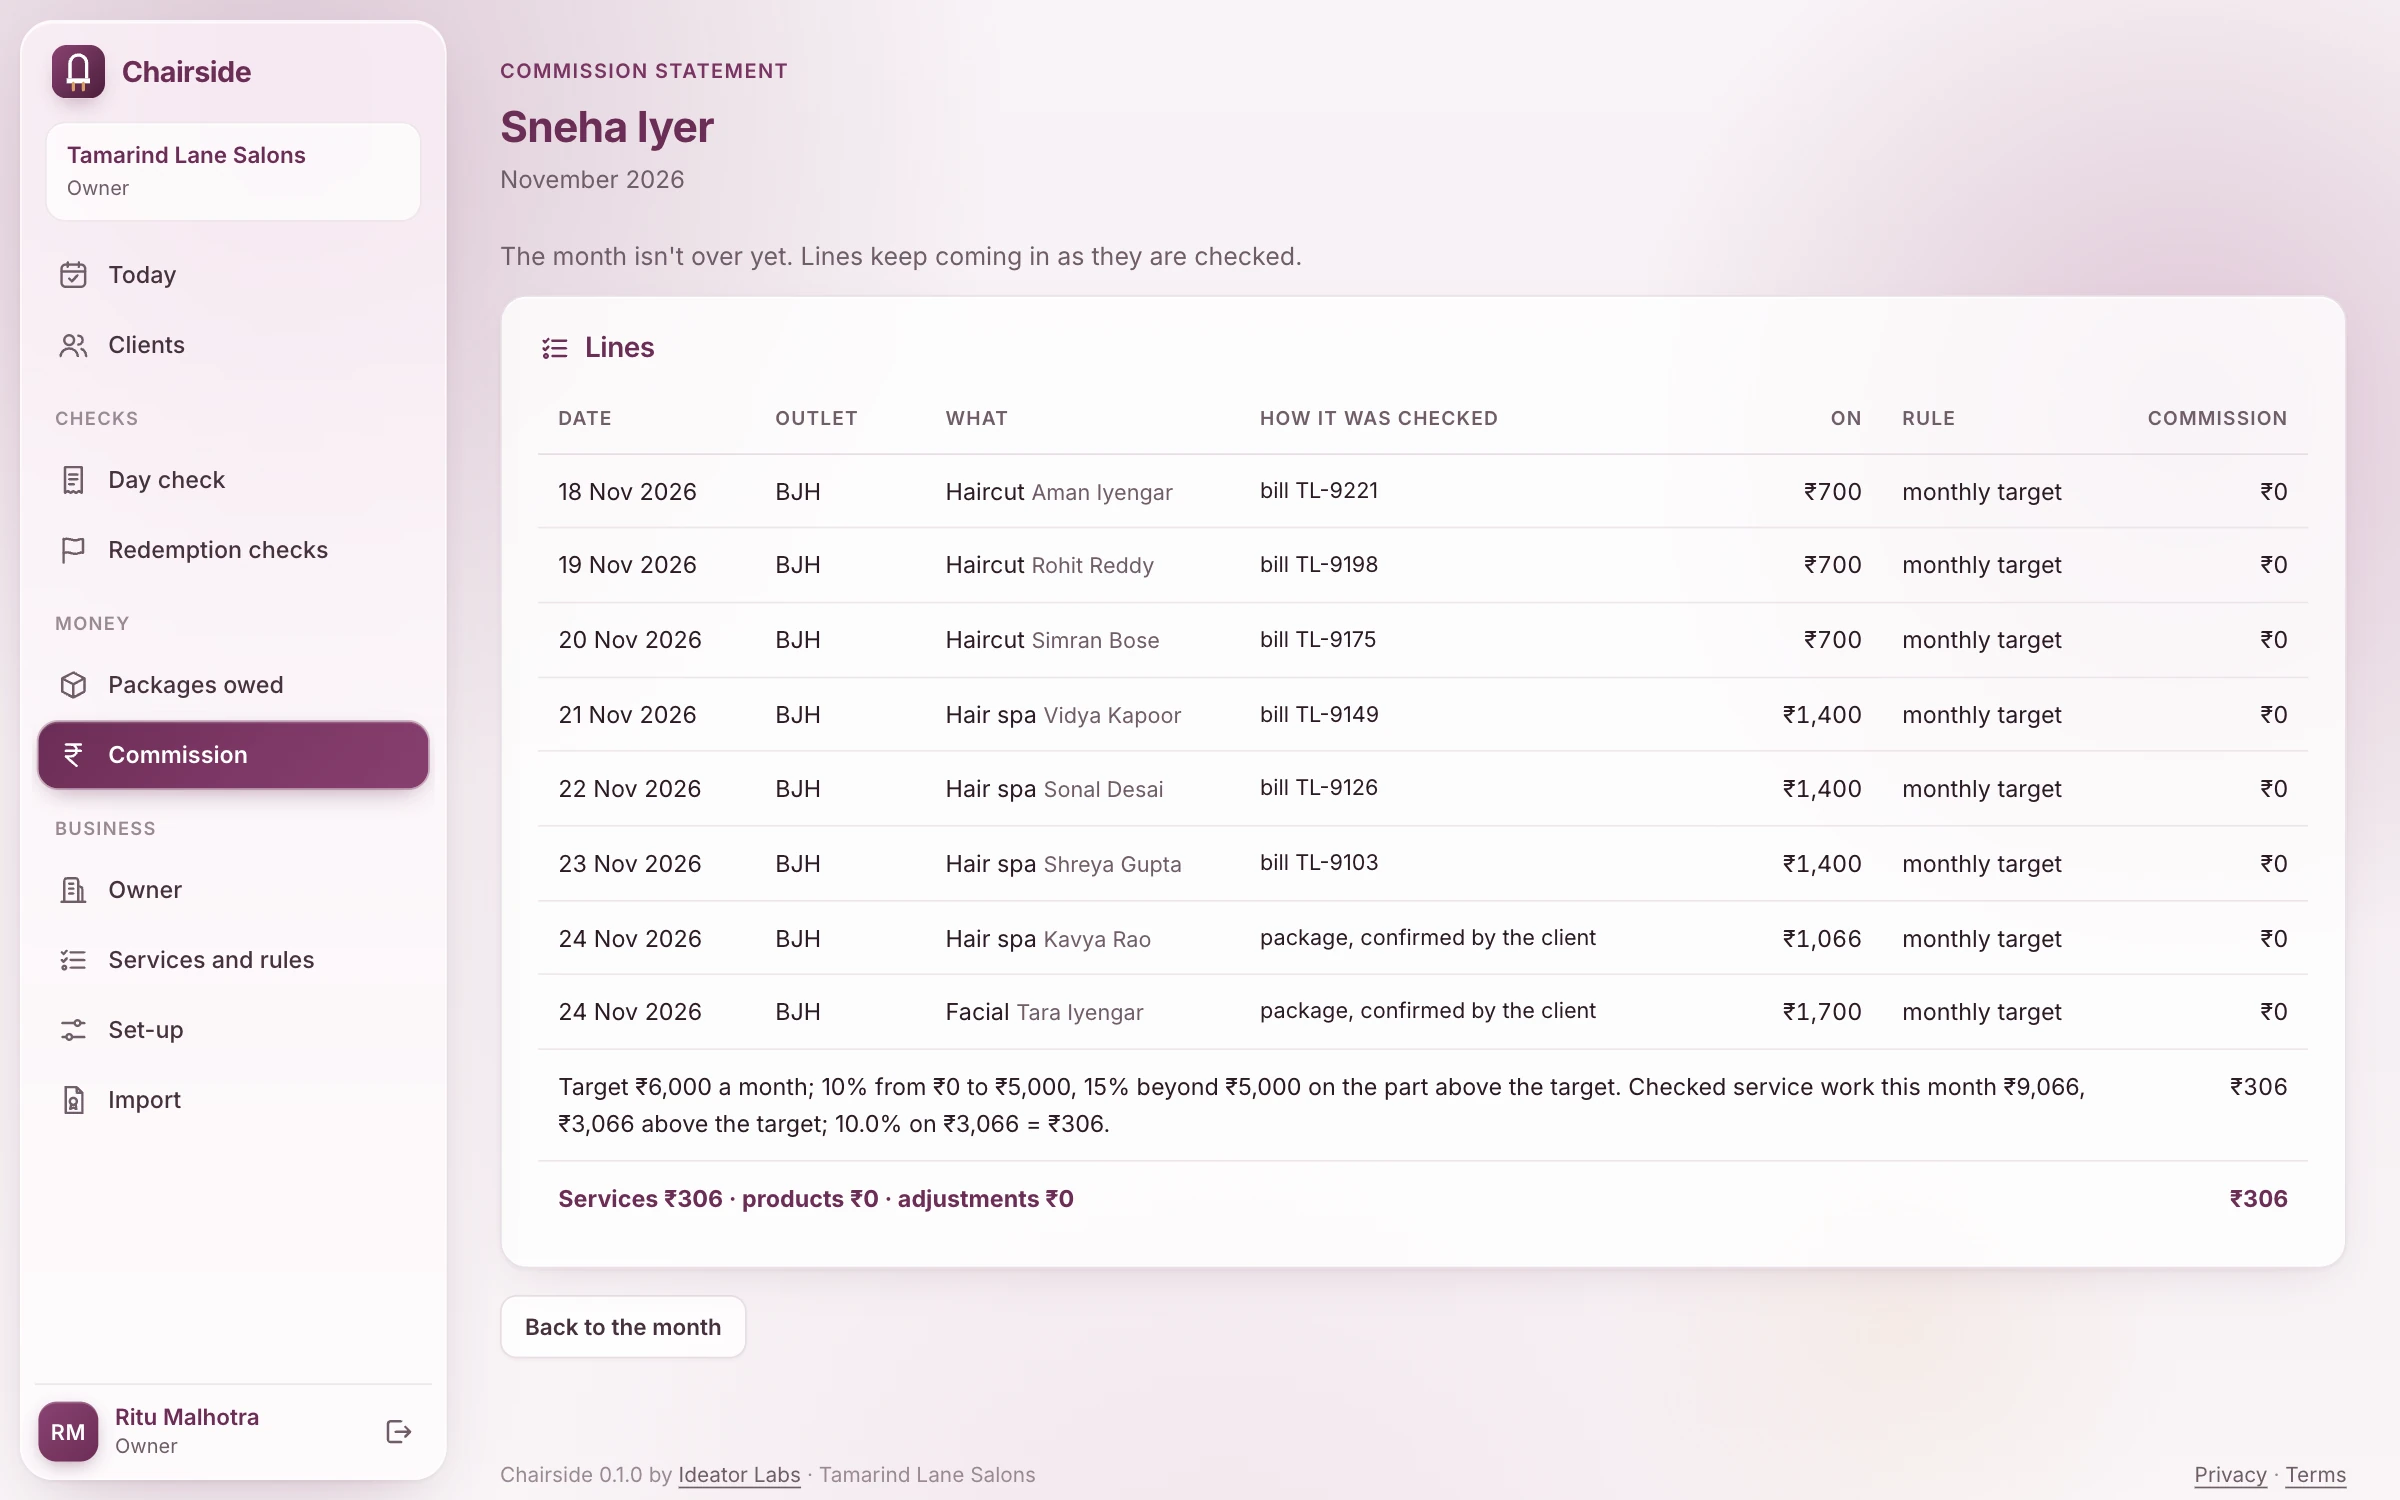 Chairside
Tamarind Lane Salons
Owner
Today
Clients
CHECKS
Day check
Redemption checks
MONEY
Packages owed
Commission
BUSINESS
Owner
Services and rules
Set-up
Import
RM
Ritu Malhotra
Owner
COMMISSION STATEMENT
Sneha Iyer
November 2026
The month isn't over yet. Lines keep coming in as they are checked.
Lines
DATE OUTLET WHAT HOW IT WAS CHECKED ON RULE COMMISSION
18 Nov 2026 BJH Haircut Aman Iyengar bill TL-9221 ₹700 monthly target ₹0
19 Nov 2026 BJH Haircut Rohit Reddy bill TL-9198 ₹700 monthly target ₹0
20 Nov 2026 BJH Haircut Simran Bose bill TL-9175 ₹700 monthly target ₹0
21 Nov 2026 BJH Hair spa Vidya Kapoor bill TL-9149 ₹1,400 monthly target ₹0
22 Nov 2026 BJH Hair spa Sonal Desai bill TL-9126 ₹1,400 monthly target ₹0
23 Nov 2026 BJH Hair spa Shreya Gupta bill TL-9103 ₹1,400 monthly target ₹0
24 Nov 2026 BJH Hair spa Kavya Rao package, confirmed by the client ₹1,066 monthly target ₹0
24 Nov 2026 BJH Facial Tara Iyengar package, confirmed by the client ₹1,700 monthly target ₹0
Target ₹6,000 a month; 10% from ₹0 to ₹5,000, 15% beyond ₹5,000 on the part above the target. Checked service work this month ₹9,066, ₹306
₹3,066 above the target; 10.0% on ₹3,066 = ₹306.
Services ₹306 · products ₹0 · adjustments ₹0 ₹306
Back to the month
Chairside 0.1.0 by Ideator Labs · Tamarind Lane Salons
Privacy · Terms